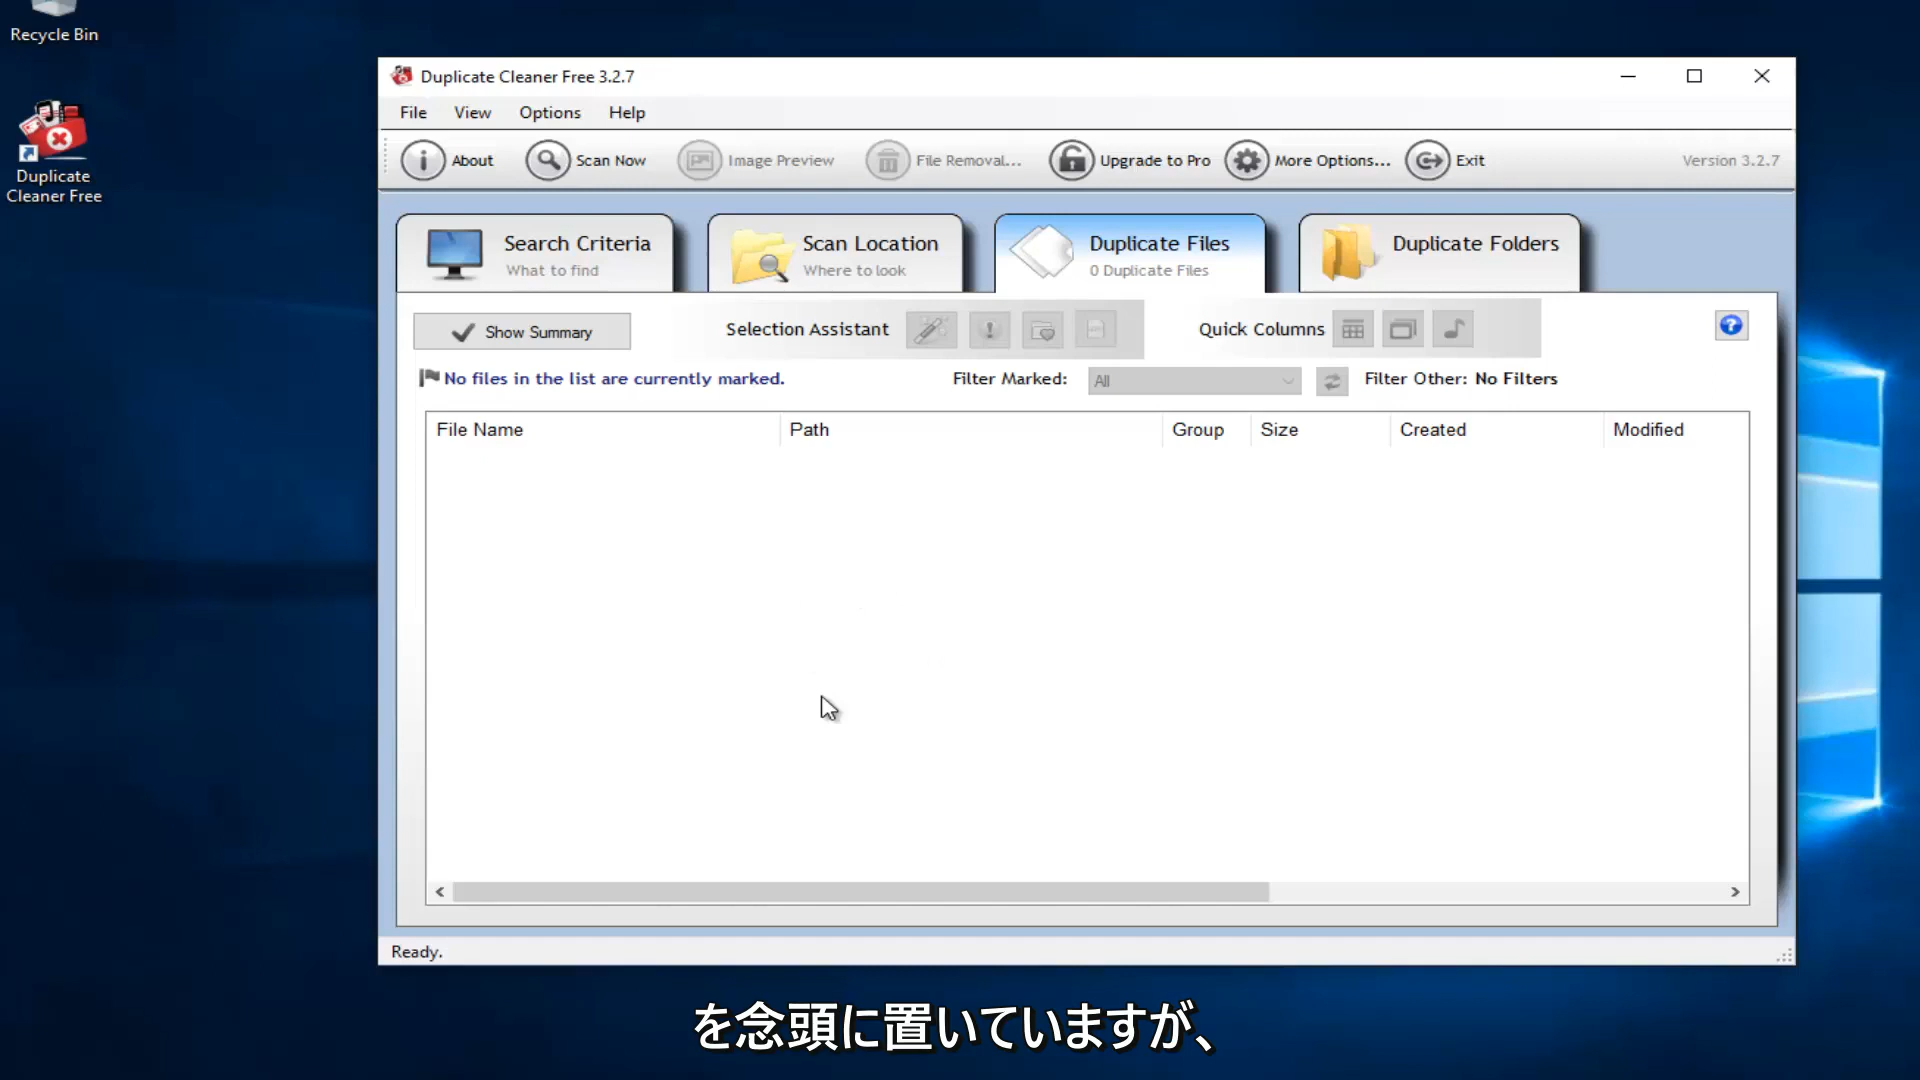 Recycle Bin
Duplicate
Cleaner Free
Duplicate Cleaner Free 3.2.7
File View Options Help
About Scan Now Image Preview File Removal... Upgrade to Pro More Options... Exit Version 3.2.7
Search Criteria Scan Location Duplicate Files Duplicate Folders
What to find Where to look 0 Duplicate Files
Show Summary Selection Assistant Quick Columns
No files in the list are currently marked. Filter Marked: All Filter Other: No Filters
File Name Path Group Size Created Modified
Ready.
を念頭に置いていますが、